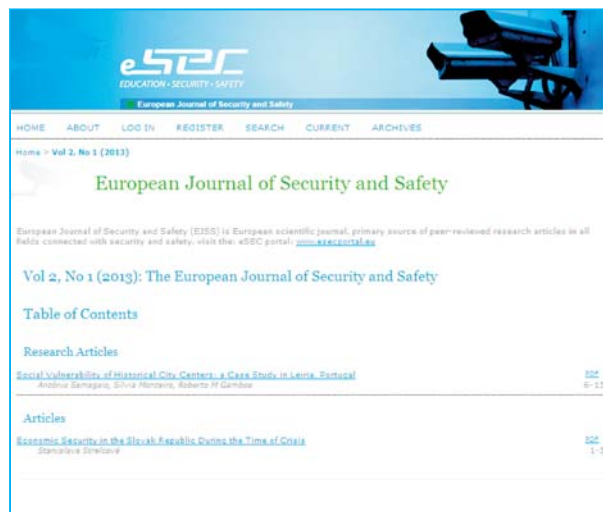 eSEC
EDUCATION • SECURITY • SAFETY
European Journal of Security and Safety
HOME ABOUT LOG IN REGISTER SEARCH CURRENT ARCHIVES
Home > Vol 2, No 1 (2013)
European Journal of Security and Safety
European Journal of Security and Safety (EJSS) is European scientific journal, primary source of peer-reviewed research articles in all
fields connected with security and safety. visit the: eSEC portal: www.esecportal.eu
Vol 2, No 1 (2013): The European Journal of Security and Safety
Table of Contents
Research Articles
Social Vulnerability of Historical City Centers: a Case Study in Leiria, Portugal PDF
Silvia Monteiro, Roberto M Gamboa
Articles
Economic Security in the Slovak Republic During the Time of Crisis PDF
Stanislava Strelcová